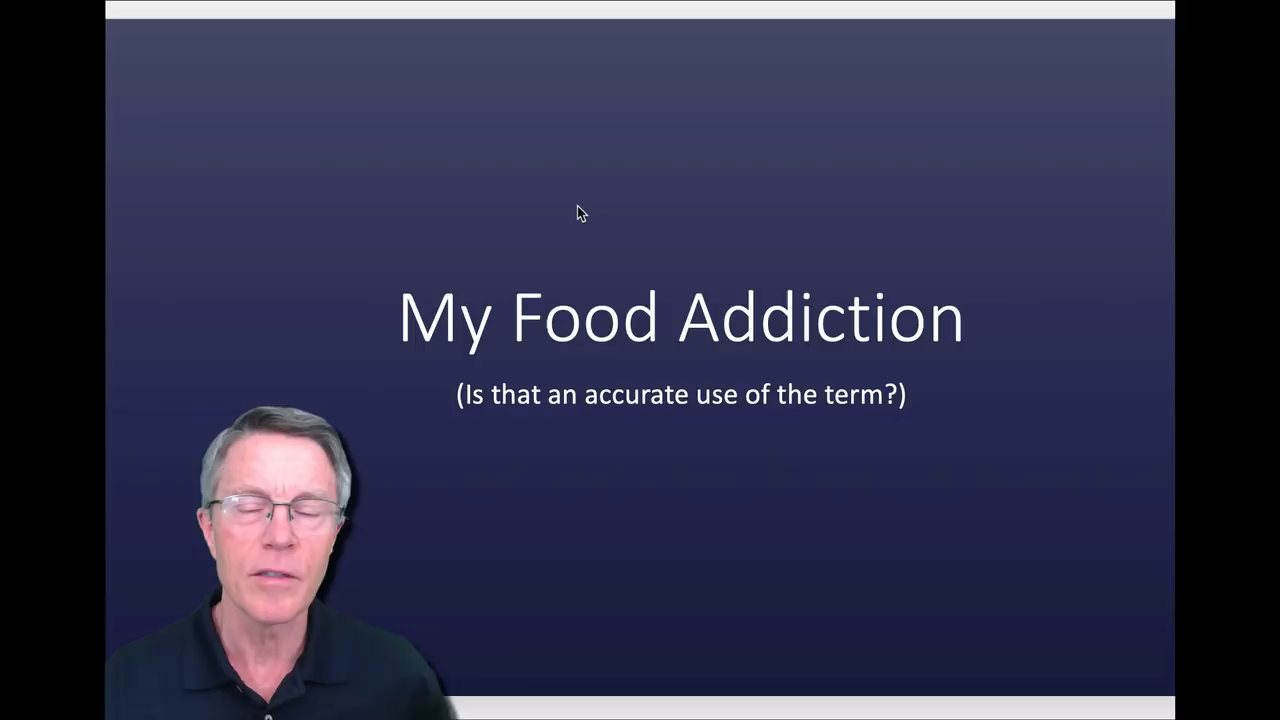 My Food Addiction
(Is that an accurate use of the term?)